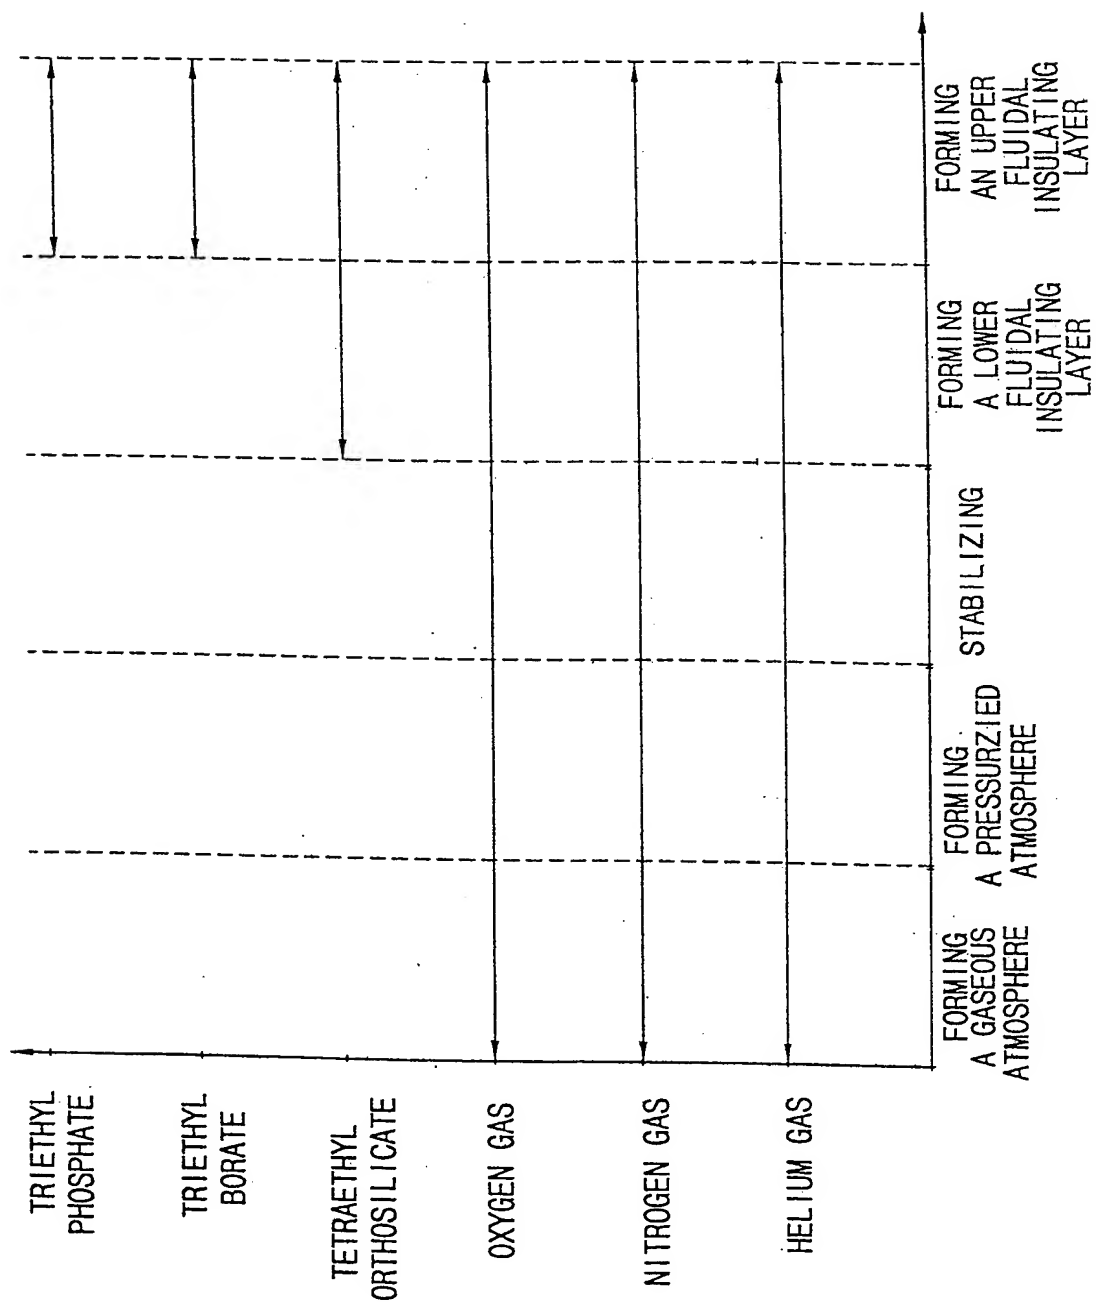 TRIETHYL
PHOSPHATE
TRIETHYL
BORATE
TETRAETHYL
ORTHOSILICATE
OXYGEN GAS
NITROGEN GAS
HELIUM GAS
FORMING
A GASEOUS
ATMOSPHERE
FORMING
A PRESSURZIED
ATMOSPHERE
STABILIZING
FORMING
A LOWER
FLUIDAL
INSULATING
LAYER
FORMING
AN UPPER
FLUIDAL
INSULATING
LAYER